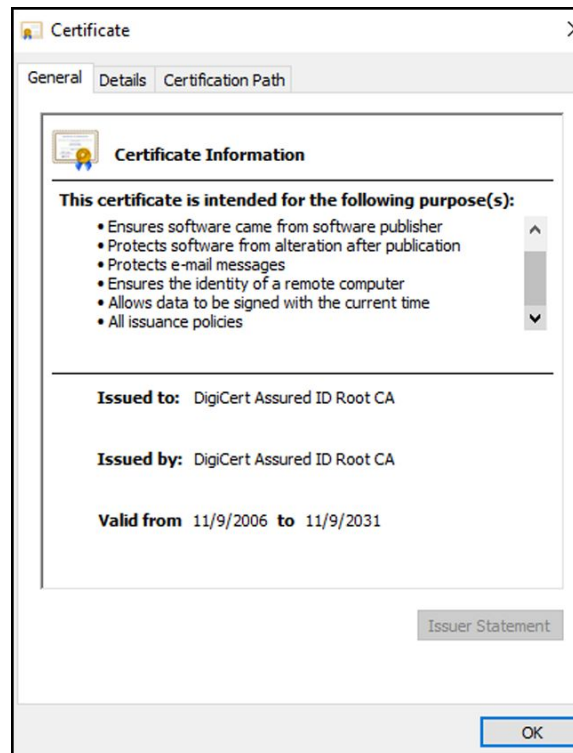 Certificate
General Details Certification Path
Certificate Information
This certificate is intended for the following purpose(s):
• Ensures software came from software publisher
• Protects software from alteration after publication
• Protects e-mail messages
• Ensures the identity of a remote computer
• Allows data to be signed with the current time
• All issuance policies
Issued to: DigiCert Assured ID Root CA
Issued by: DigiCert Assured ID Root CA
Valid from 11/9/2006 to 11/9/2031
Issuer Statement
OK